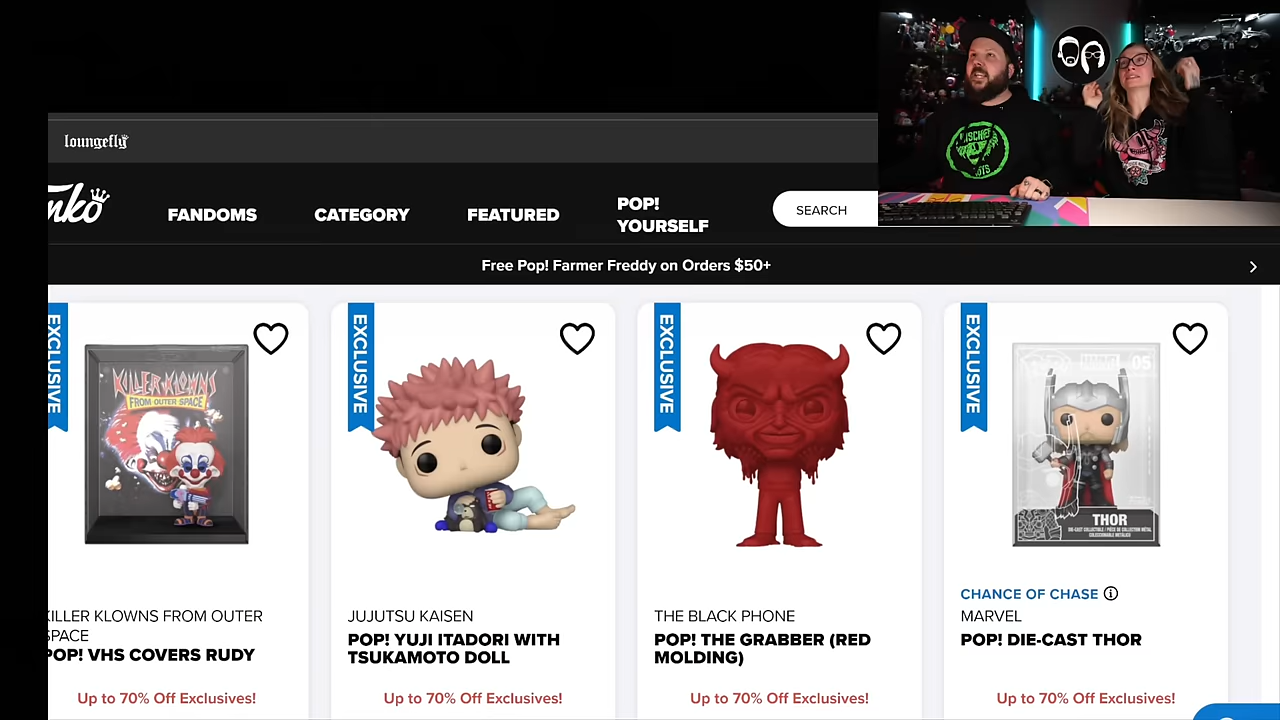 loungefly
FANDOMS
CATEGORY
FEATURED
POP!
YOURSELF
SEARCH
Free Pop! Farmer Freddy on Orders $50+
EXCLUSIVE
EXCLUSIVE
EXCLUSIVE
EXCLUSIVE
KILLER KLOWNS
FROM OUTER SPACE
05
THOR
CHANCE OF CHASE
KILLER KLOWNS FROM OUTER
SPACE
POP! VHS COVERS RUDY
Up to 70% Off Exclusives!
JUJUTSU KAISEN
POP! YUJI ITADORI WITH
TSUKAMOTO DOLL
Up to 70% Off Exclusives!
THE BLACK PHONE
POP! THE GRABBER (RED
MOLDING)
Up to 70% Off Exclusives!
MARVEL
POP! DIE-CAST THOR
Up to 70% Off Exclusives!